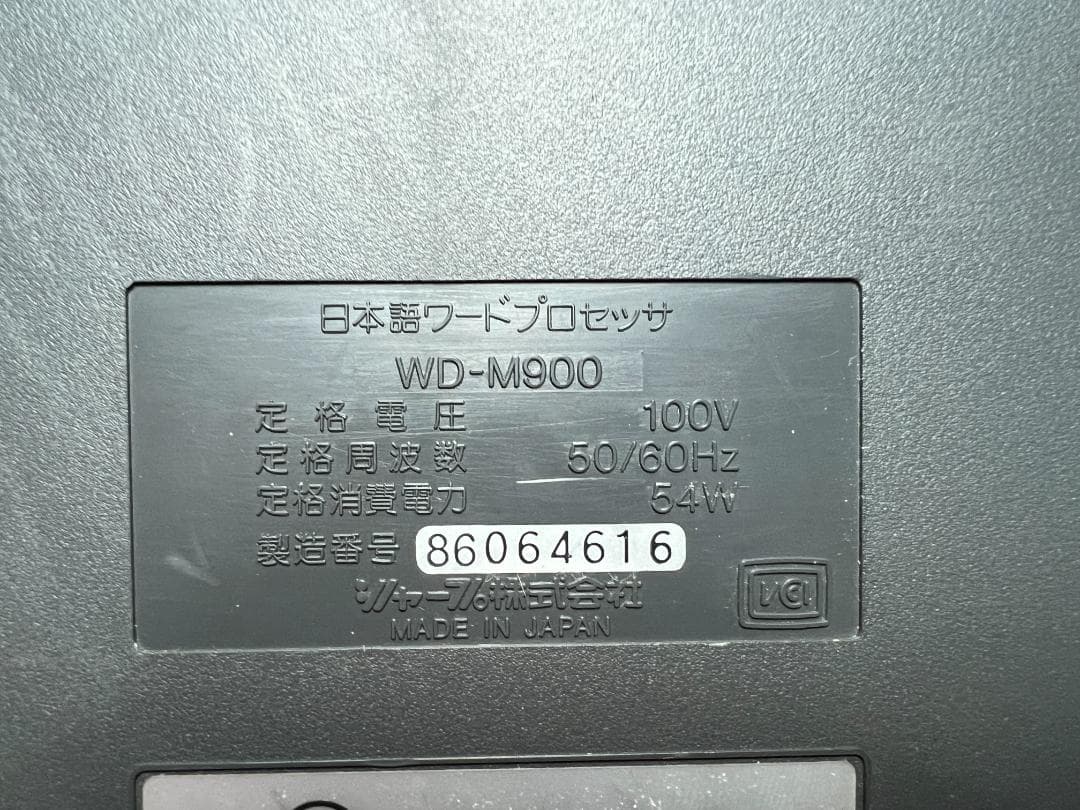 日本語ワードプロセッサ
WD-M900
定格電圧 100V
定格周波数 50/60Hz
定格消費電力 54W
製造番号 86064616
シャープ株式会社
MADE IN JAPAN
VCI